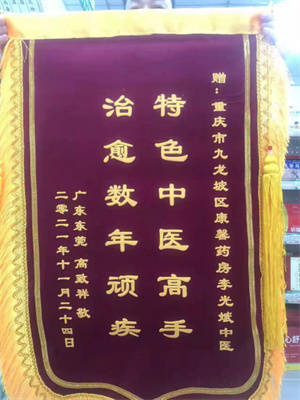 赠：重庆市九龙坡区康馨药房李光斌中医
特色中医高手
治愈数年顽疾
广东东莞 高致祥敬
二零二一年十一月二十四日